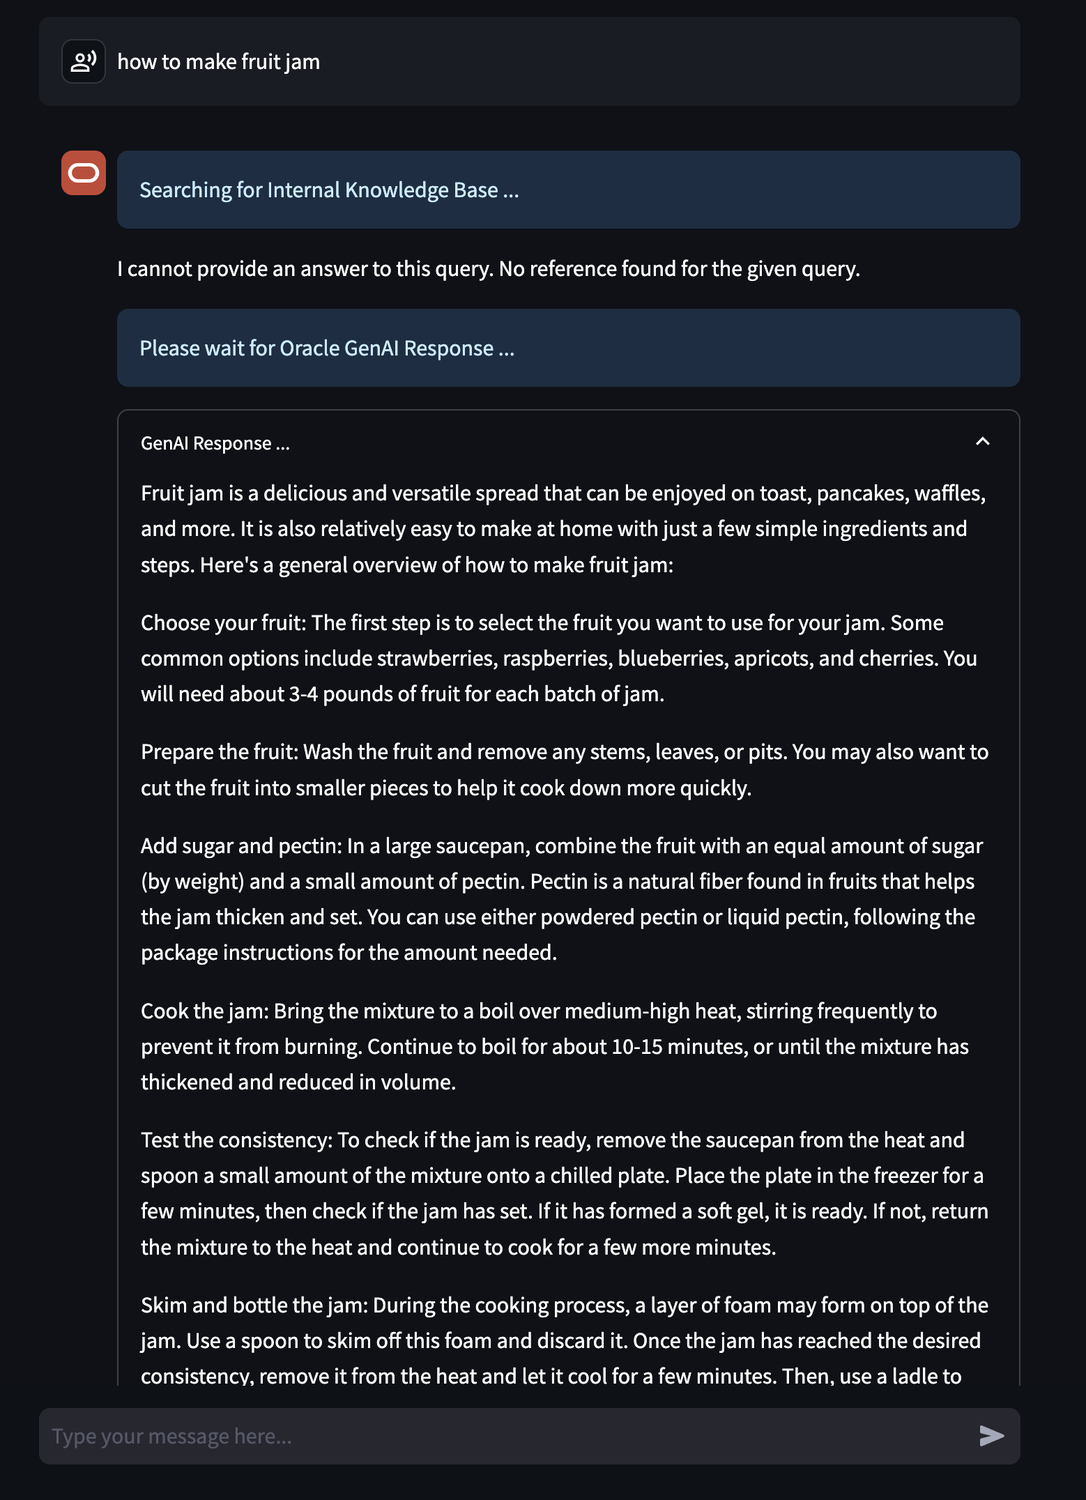 how to make fruit jam
Searching for Internal Knowledge Base ...
I cannot provide an answer to this query. No reference found for the given query.
Please wait for Oracle GenAI Response ...
GenAI Response ...
Fruit jam is a delicious and versatile spread that can be enjoyed on toast, pancakes, waffles,
and more. It is also relatively easy to make at home with just a few simple ingredients and
steps. Here's a general overview of how to make fruit jam:
Choose your fruit: The first step is to select the fruit you want to use for your jam. Some
common options include strawberries, raspberries, blueberries, apricots, and cherries. You
will need about 3-4 pounds of fruit for each batch of jam.
Prepare the fruit: Wash the fruit and remove any stems, leaves, or pits. You may also want to
cut the fruit into smaller pieces to help it cook down more quickly.
Add sugar and pectin: In a large saucepan, combine the fruit with an equal amount of sugar
(by weight) and a small amount of pectin. Pectin is a natural fiber found in fruits that helps
the jam thicken and set. You can use either powdered pectin or liquid pectin, following the
package instructions for the amount needed.
Cook the jam: Bring the mixture to a boil over medium-high heat, stirring frequently to
prevent it from burning. Continue to boil for about 10-15 minutes, or until the mixture has
thickened and reduced in volume.
Test the consistency: To check if the jam is ready, remove the saucepan from the heat and
spoon a small amount of the mixture onto a chilled plate. Place the plate in the freezer for a
few minutes, then check if the jam has set. If it has formed a soft gel, it is ready. If not, return
the mixture to the heat and continue to cook for a few more minutes.
Skim and bottle the jam: During the cooking process, a layer of foam may form on top of the
jam. Use a spoon to skim off this foam and discard it. Once the jam has reached the desired
consistency, remove it from the heat and let it cool for a few minutes. Then, use a ladle to
Type your message here...